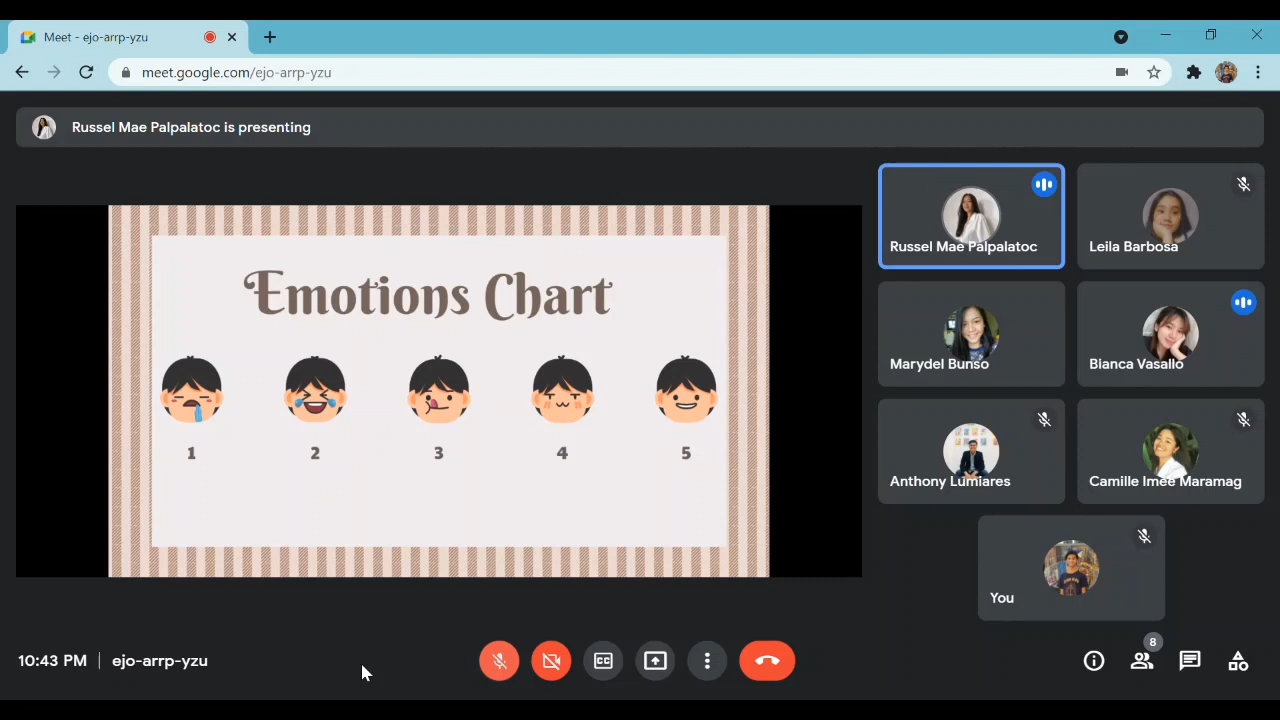 Meet - ejo-arrp-yzu
meet.google.com/ejo-arrp-yzu
Russel Mae Palpalatoc is presenting
Emotions Chart
1 2 3 4 5
Russel Mae Palpalatoc
Leila Barbosa
Marydel Bunso
Bianca Vasallo
Anthony Lumiares
Camille Imee Maramag
You
10:43 PM | ejo-arrp-yzu
CC
8